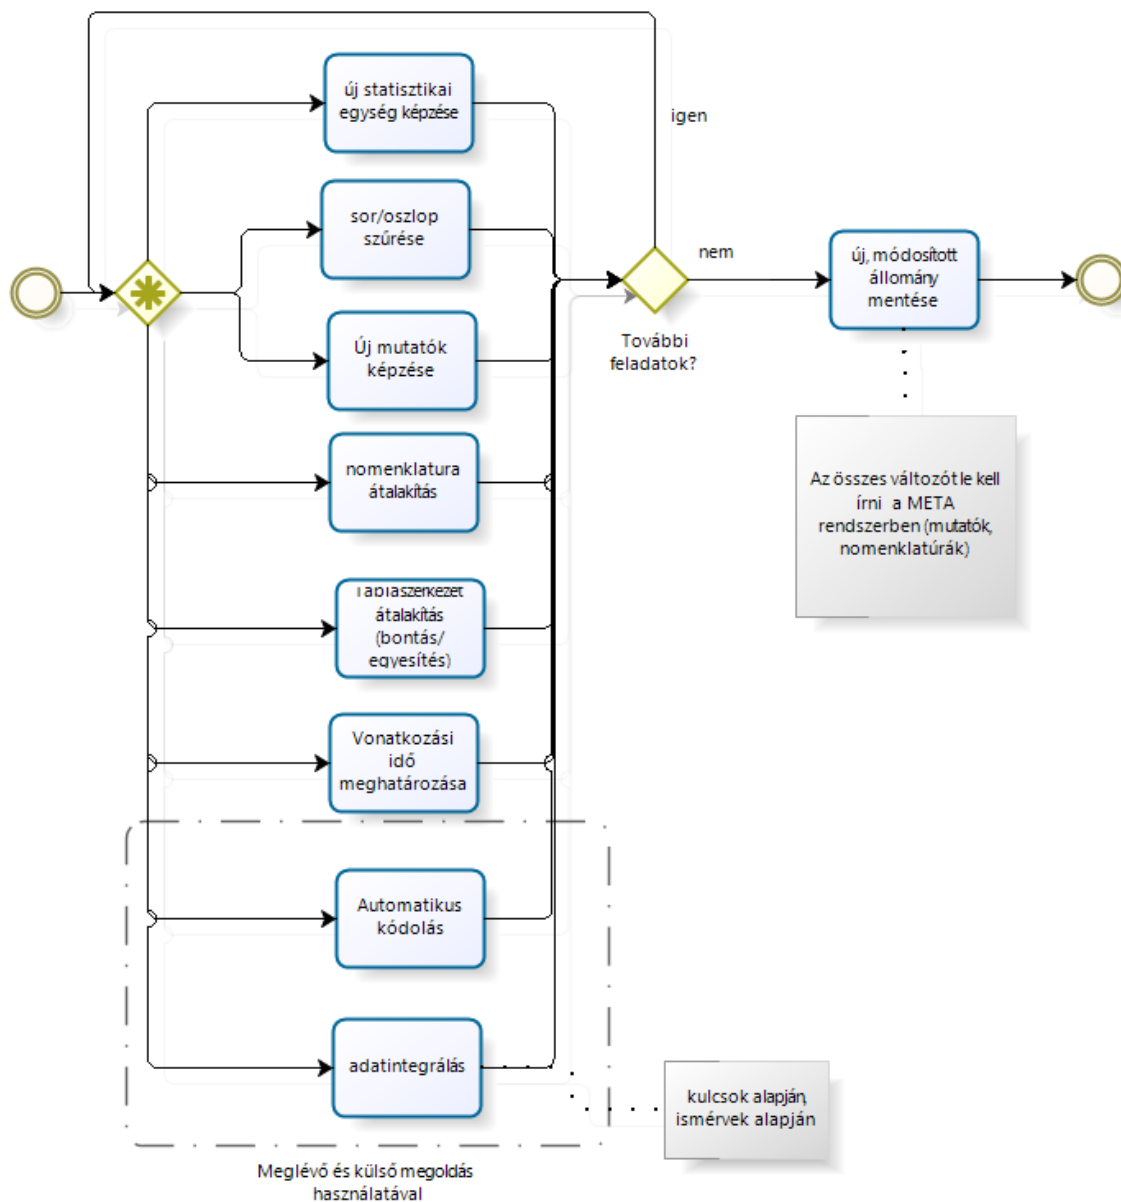 új statisztikai
egység képzése
igen
sor/oszlop
szűrése
nem
új, módosított
állomány
mentése
Új mutatók
képzése
További
feladatok?
nomenklatura
átalakítás
Az összes változót le kell
írni a META
rendszerben (mutatók,
nomenklatúrák)
Táblaszerkezet
átalakítás
(bontás/
egyesítés)
Vonatkozási
idő
meghatározása
Automatikus
kódolás
adatintegrálás
kulcsok alapján,
ismérvek alapján
Meglévő és külső megoldás
használatával